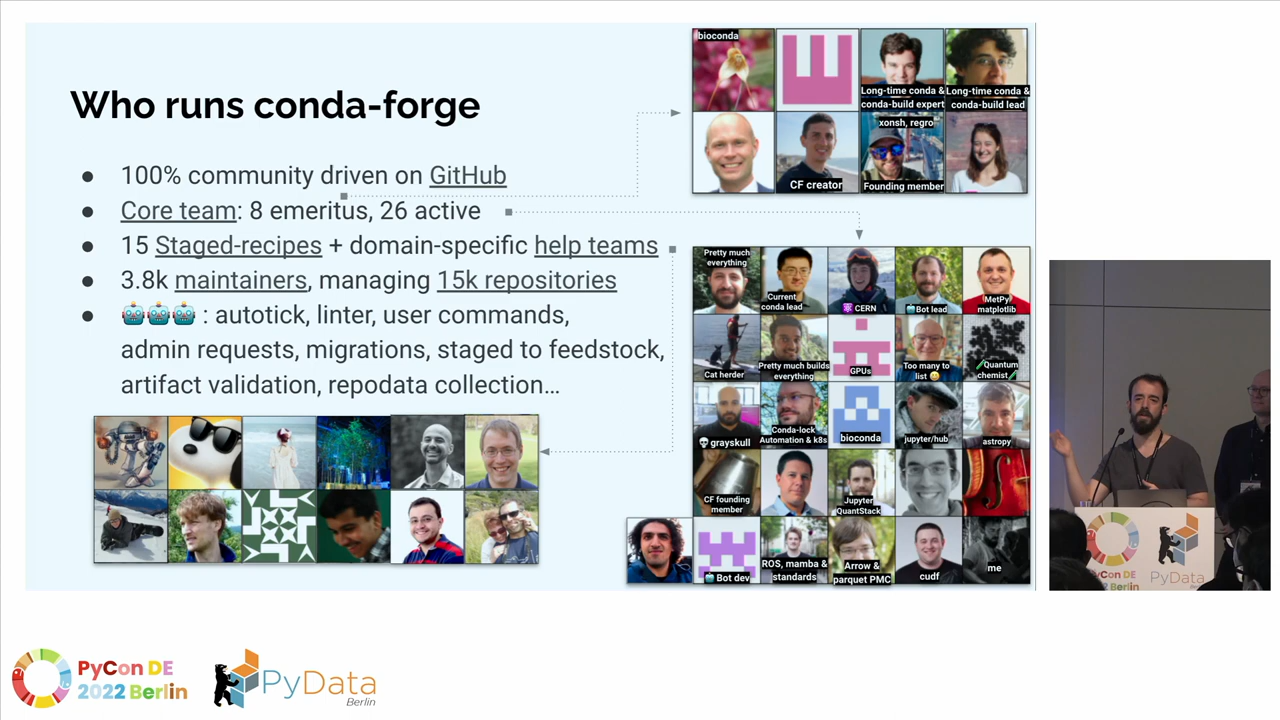 Who runs conda-forge
● 100% community driven on GitHub
● Core team: 8 emeritus, 26 active
● 15 Staged-recipes + domain-specific help teams
● 3.8k maintainers, managing 15k repositories
● 🤖🤖🤖 : autotick, linter, user commands,
admin requests, migrations, staged to feedstock,
artifact validation, repodata collection…
bioconda
Long-time conda &
conda-build expert
Long-time conda &
conda-build lead
CF creator
xonsh, regro
Founding member
Pretty much
everything
Current
conda lead
⚛️ CERN
🤖Bot lead
MetPy
matplotlib
Cat herder
Pretty much builds
everything
GPUs
Too many to
list 😅
🧪Quantum
chemist🧪
💀grayskull
Conda-lock
Automation & k8s
bioconda
jupyter/hub
astropy
CF founding
member
Jupyter
QuantStack
🤖 Bot dev
ROS, mamba &
standards
Arrow &
parquet PMC
cudf
me
PyCon DE
2022 Berlin
PyData
PyCon DE
2022 Berlin
PyData
Berlin